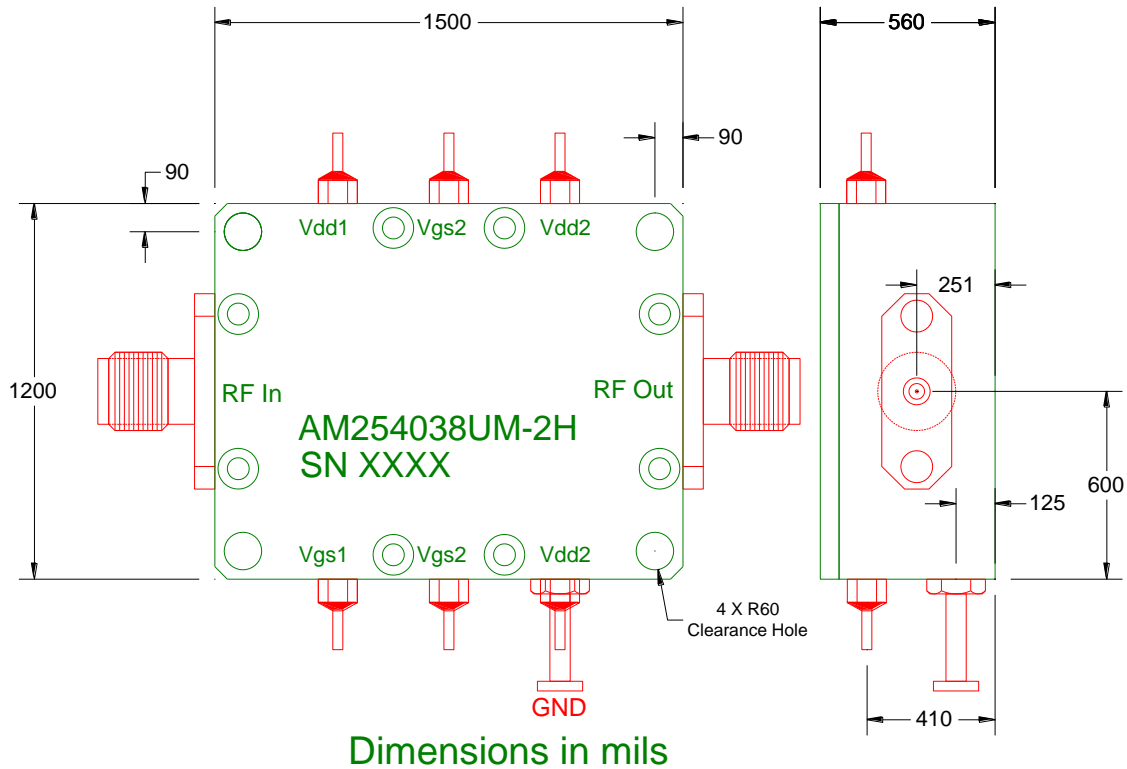 1500
560
90
90
Vdd1
Vgs2
Vdd2
251
1200
RF In
RF Out
AM254038UM-2H
SN XXXX
600
125
Vgs1
Vgs2
Vdd2
4 X R60
Clearance Hole
GND
410
Dimensions in mils